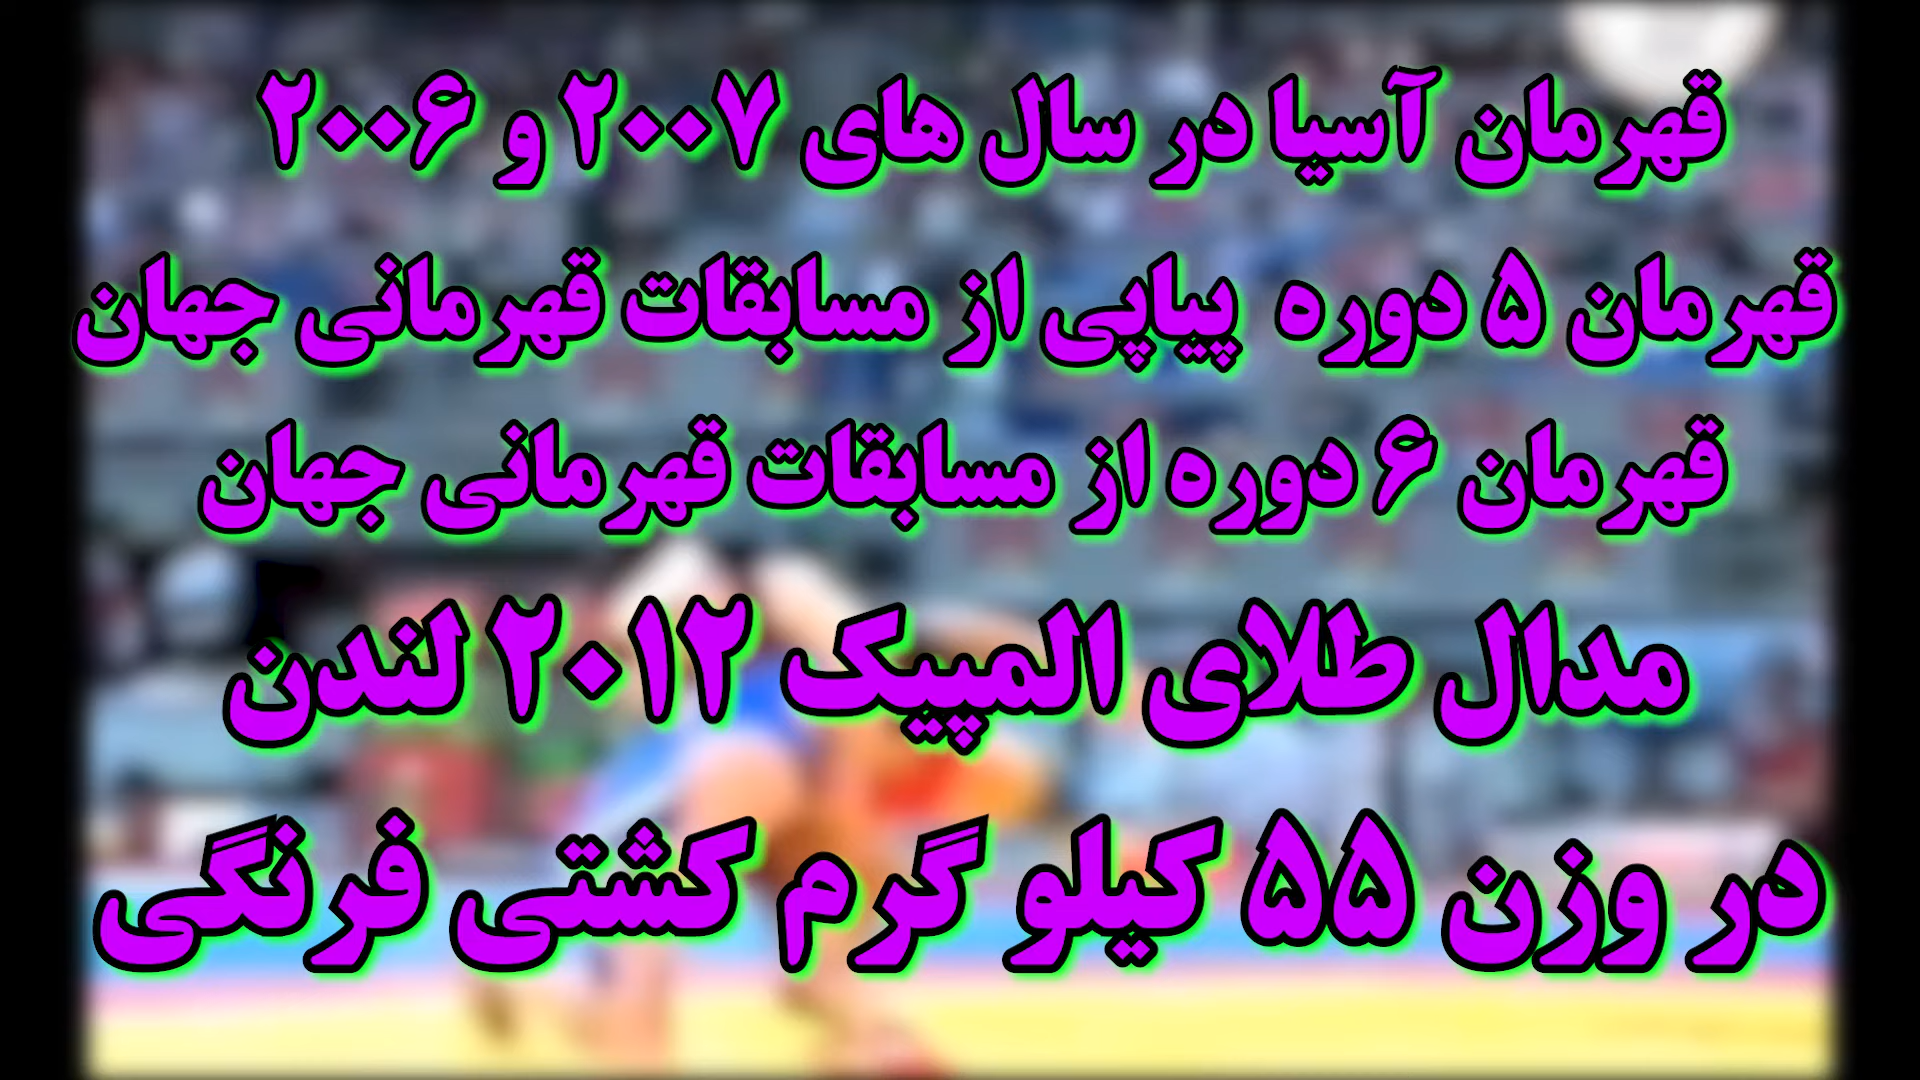 قهرمان آسیا در سال های ۲۰۰۷ و ۲۰۰۶
قهرمان ۵ دوره پیاپی از مسابقات قهرمانی جهان
قهرمان ۶ دوره از مسابقات قهرمانی جهان
مدال طلای المپیک ۲۰۱۲ لندن
در وزن ۵۵ کیلو گرم کشتی فرنگی